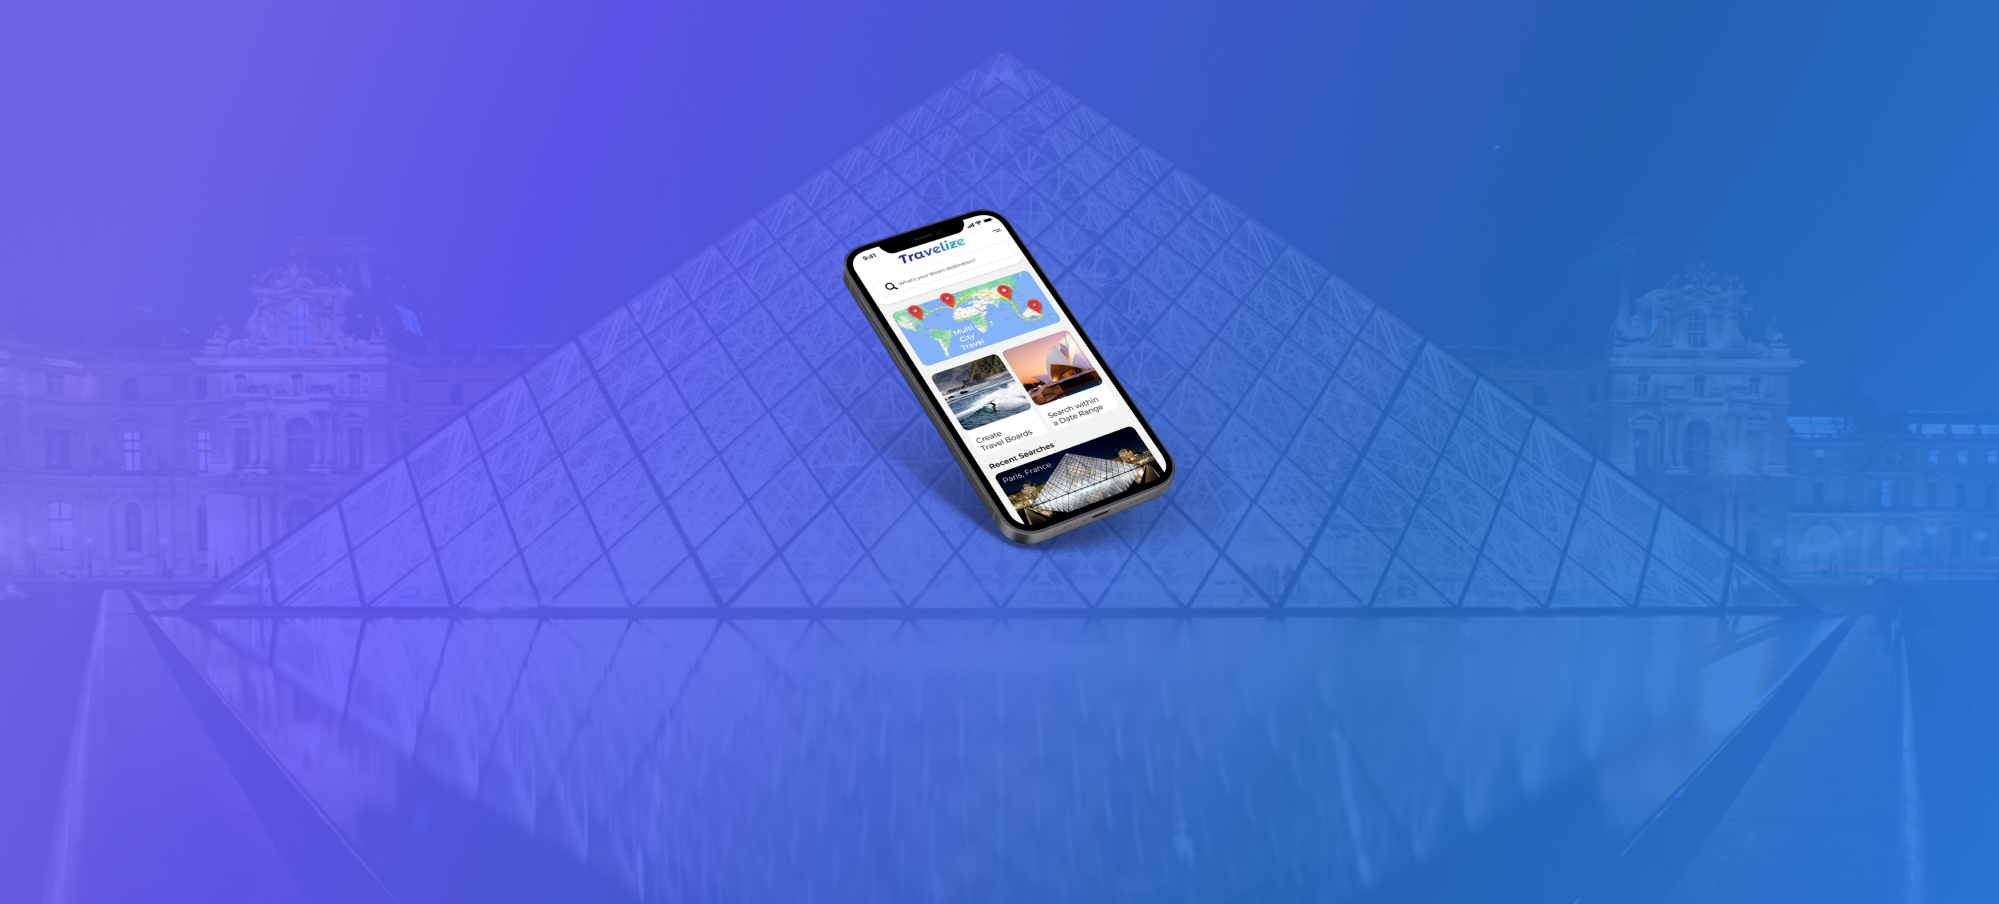 9:41
Travelize
What's your dream destination?
Multi
City
Travel
Create
Travel Boards
Search within
a Date Range
Recent Searches
Paris, France